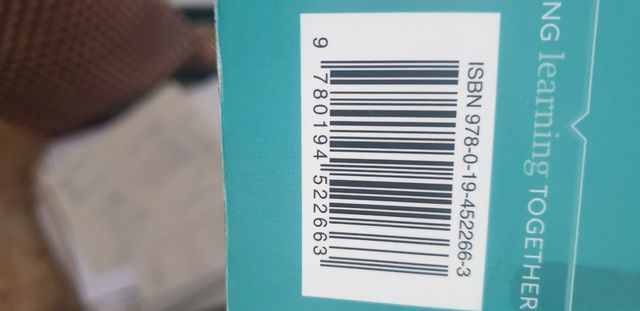 NG learning TOGETHER
ISBN 978-0-19-452266-3
9 780194 522663